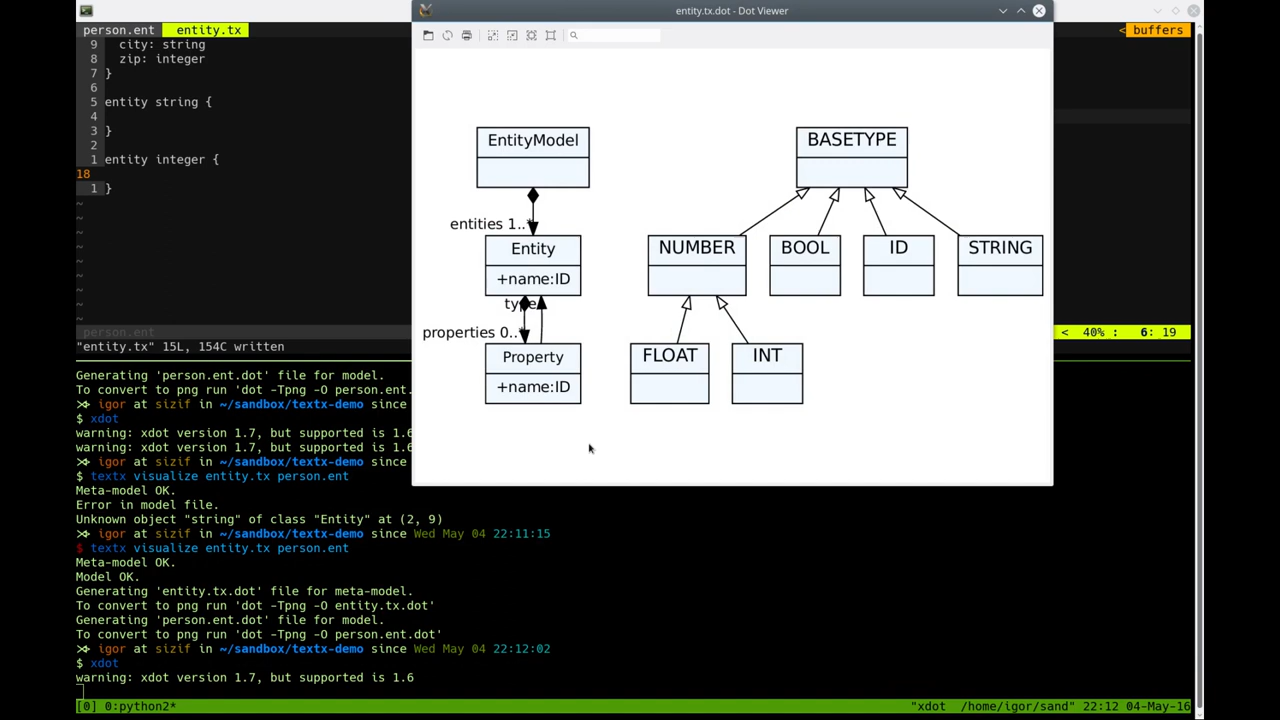 entity.tx.dot - Dot Viewer
person.ent entity.tx
< buffers
9 city: string
8 zip: integer
7 }
6
5 entity string {
4
3 }
2
1 entity integer {
18
1 }
~
~
~
~
~
~
~
~
~
EntityModel
entities 1..*
Entity
+name:ID
type
properties 0..*
Property
+name:ID
BASETYPE
NUMBER BOOL ID STRING
FLOAT INT
person.ent
< 40% : 6: 19
"entity.tx" 15L, 154C written
Generating 'person.ent.dot' file for model.
To convert to png run 'dot -Tpng -O person.ent.
igor at sizif in ~/sandbox/textx-demo since
$ xdot
warning: xdot version 1.7, but supported is 1.6
warning: xdot version 1.7, but supported is 1.6
igor at sizif in ~/sandbox/textx-demo since
$ textx visualize entity.tx person.ent
Meta-model OK.
Error in model file.
Unknown object "string" of class "Entity" at (2, 9)
igor at sizif in ~/sandbox/textx-demo since Wed May 04 22:11:15
$ textx visualize entity.tx person.ent
Meta-model OK.
Model OK.
Generating 'entity.tx.dot' file for meta-model.
To convert to png run 'dot -Tpng -O entity.tx.dot'
Generating 'person.ent.dot' file for model.
To convert to png run 'dot -Tpng -O person.ent.dot'
igor at sizif in ~/sandbox/textx-demo since Wed May 04 22:12:02
$ xdot
warning: xdot version 1.7, but supported is 1.6
[0] 0:python2* "xdot /home/igor/sand" 22:12 04-May-16